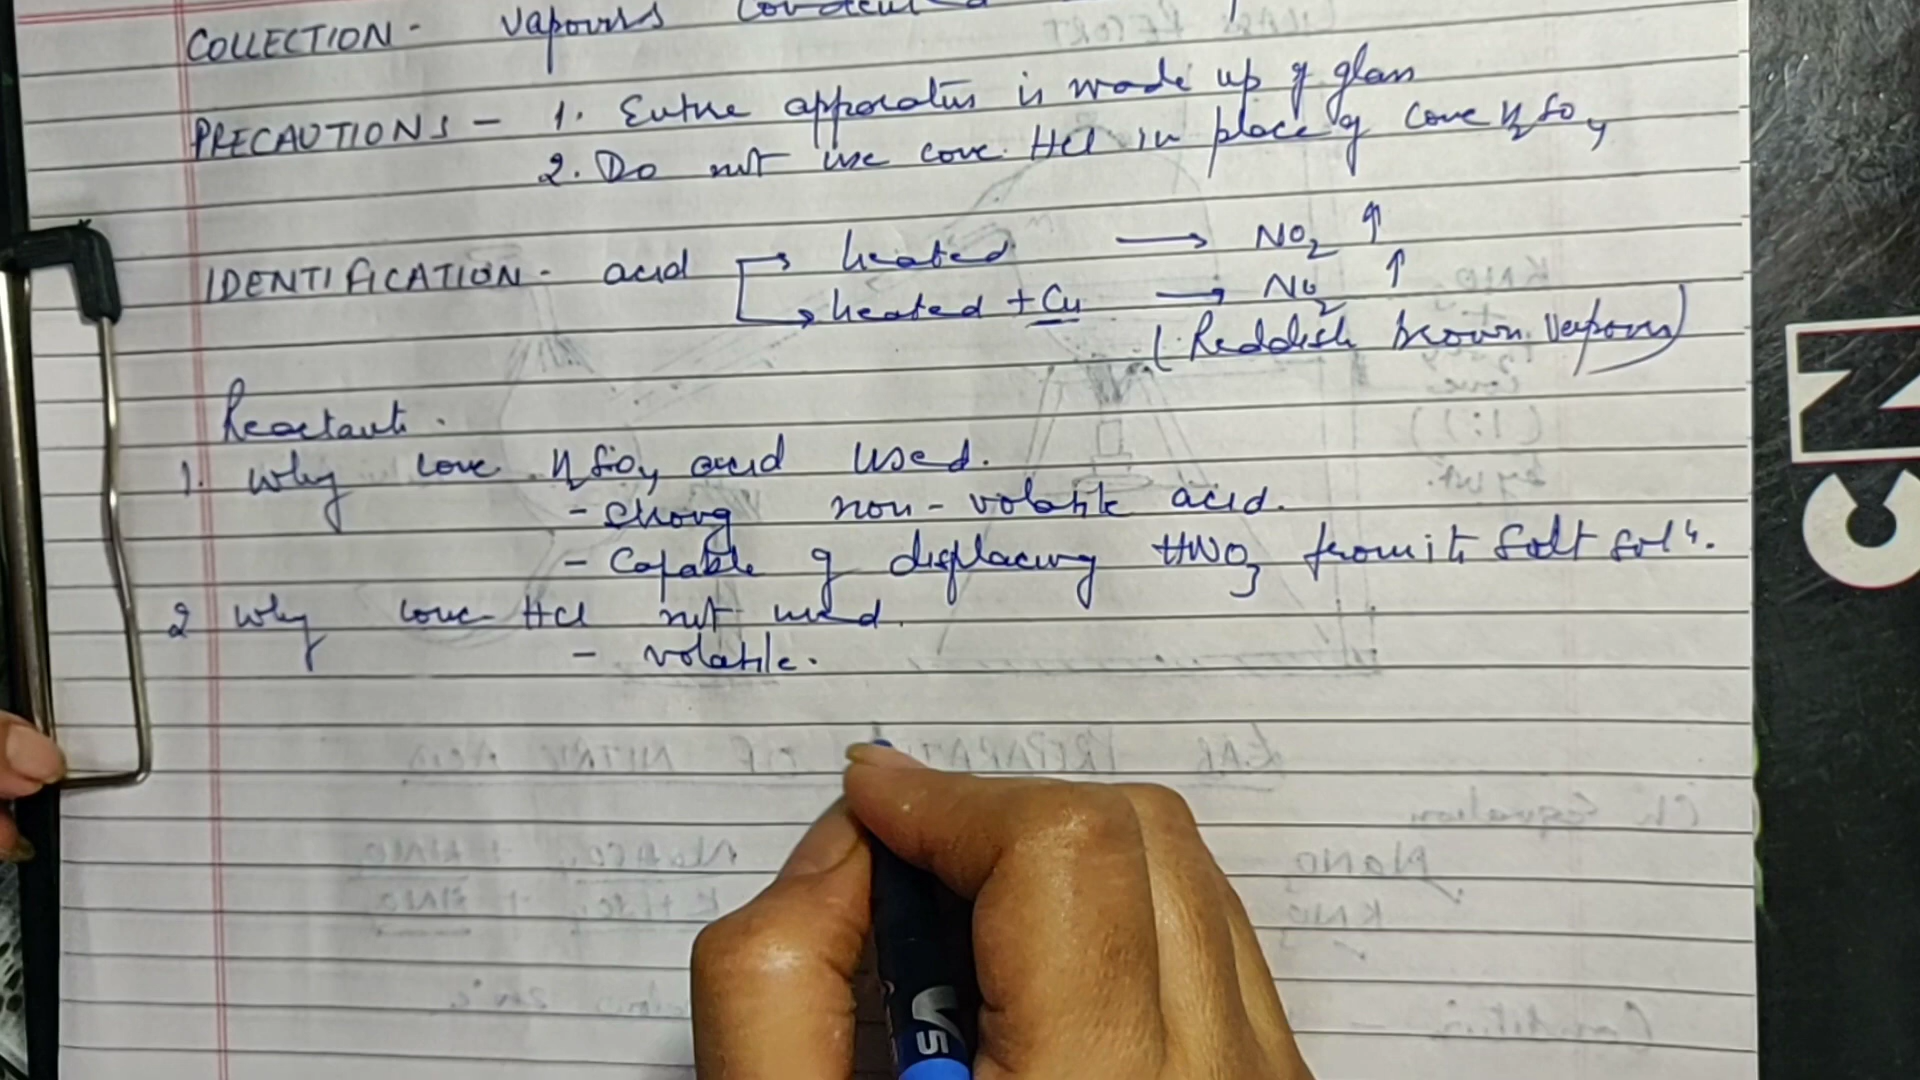 COLLECTION - vapours
PRECAUTIONS - 1. Entire apparatus is made up of glass
2. Do not use conc. HCl in place of conc H2SO4
IDENTIFICATION - acid → heated → NO2 ↑
→ heated + Cu → NO2 ↑
(Reddish brown Vapours)
Reactants.
1. Why conc. H2SO4 acid used.
- Strong non-volatile acid.
- Capable of displacing HNO3 from its salt solⁿ.
2 Why conc HCl not used.
- volatile.
V5
CN